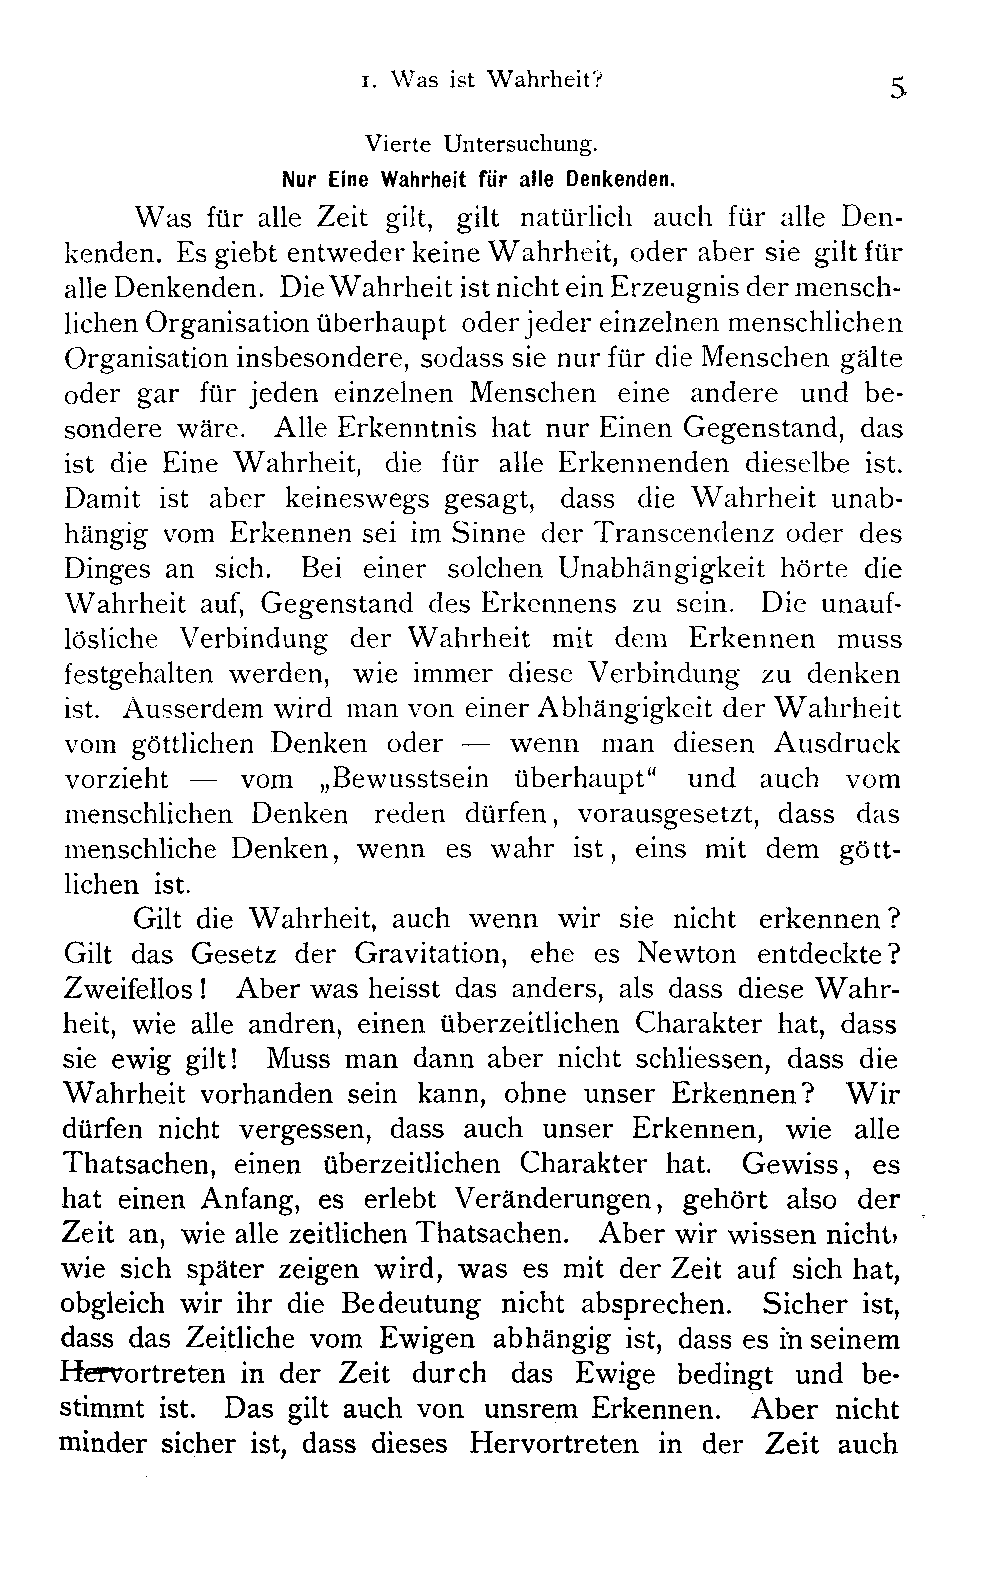 1. Was ist Wahrheit?
5
Vierte Untersuchung.
Nur Eine Wahrheit für alle Denkenden.
Was für alle Zeit gilt, gilt natürlich auch für alle Den-
kenden. Es giebt entweder keine Wahrheit, oder aber sie gilt für
alle Denkenden. Die Wahrheit ist nicht ein Erzeugnis der mensch-
lichen Organisation überhaupt oder jeder einzelnen menschlichen
Organisation insbesondere, sodass sie nur für die Menschen gälte
oder gar für jeden einzelnen Menschen eine andere und be-
sondere wäre. Alle Erkenntnis hat nur Einen Gegenstand, das
ist die Eine Wahrheit, die für alle Erkennenden dieselbe ist.
Damit ist aber keineswegs gesagt, dass die Wahrheit unab-
hängig vom Erkennen sei im Sinne der Transcendenz oder des
Dinges an sich. Bei einer solchen Unabhängigkeit hörte die
Wahrheit auf, Gegenstand des Erkennens zu sein. Die unauf-
lösliche Verbindung der Wahrheit mit dem Erkennen muss
festgehalten werden, wie immer diese Verbindung zu denken
ist. Ausserdem wird man von einer Abhängigkeit der Wahrheit
vom göttlichen Denken oder — wenn man diesen Ausdruck
vorzieht — vom „Bewusstsein überhaupt“ und auch vom
menschlichen Denken reden dürfen, vorausgesetzt, dass das
menschliche Denken, wenn es wahr ist, eins mit dem gött-
lichen ist.
Gilt die Wahrheit, auch wenn wir sie nicht erkennen?
Gilt das Gesetz der Gravitation, ehe es Newton entdeckte?
Zweifellos! Aber was heisst das anders, als dass diese Wahr-
heit, wie alle andren, einen überzeitlichen Charakter hat, dass
sie ewig gilt! Muss man dann aber nicht schliessen, dass die
Wahrheit vorhanden sein kann, ohne unser Erkennen? Wir
dürfen nicht vergessen, dass auch unser Erkennen, wie alle
Thatsachen, einen überzeitlichen Charakter hat. Gewiss, es
hat einen Anfang, es erlebt Veränderungen, gehört also der
Zeit an, wie alle zeitlichen Thatsachen. Aber wir wissen nicht,
wie sich später zeigen wird, was es mit der Zeit auf sich hat,
obgleich wir ihr die Bedeutung nicht absprechen. Sicher ist,
dass das Zeitliche vom Ewigen abhängig ist, dass es in seinem
Hervortreten in der Zeit durch das Ewige bedingt und be-
stimmt ist. Das gilt auch von unsrem Erkennen. Aber nicht
minder sicher ist, dass dieses Hervortreten in der Zeit auch